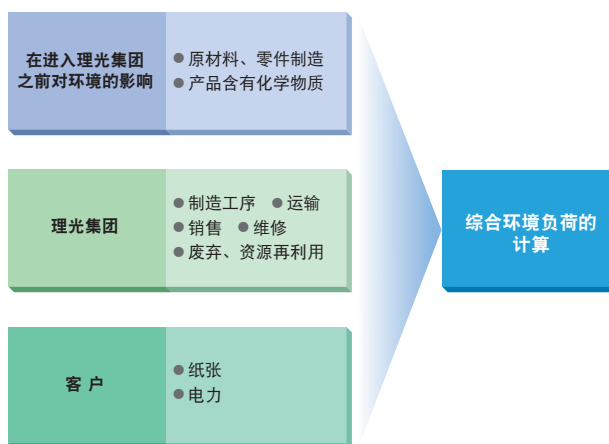 在进入理光集团
之前对环境的影响
● 原材料、零件制造
● 产品含有化学物质
理光集团
● 制造工序 ● 运输
● 销售 ● 维修
● 废弃、资源再利用
客 户
● 纸张
● 电力
综合环境负荷的
计算